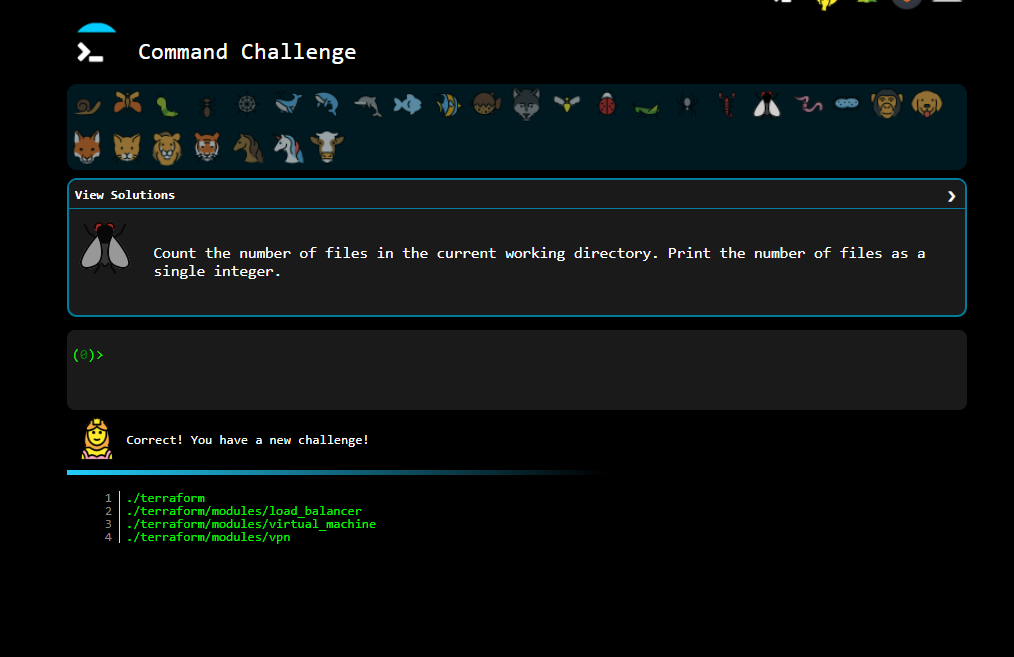 Command Challenge
View Solutions
Count the number of files in the current working directory. Print the number of files as a
single integer.
(0)>
Correct! You have a new challenge!
1 ./terraform
2 ./terraform/modules/load_balancer
3 ./terraform/modules/virtual_machine
4 ./terraform/modules/vpn